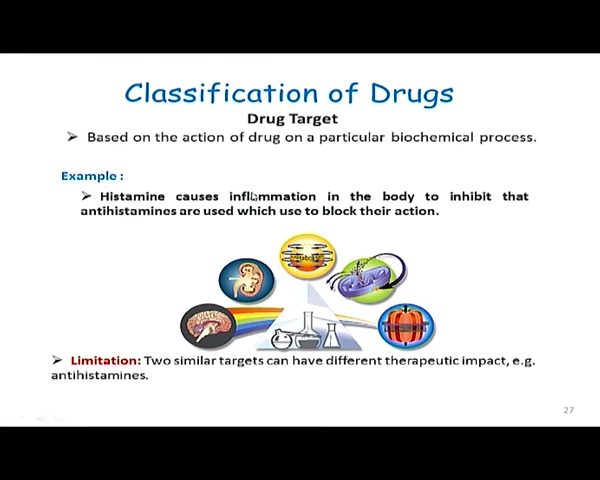 Classification of Drugs
Drug Target
➢ Based on the action of drug on a particular biochemical process.
Example :
➢ Histamine causes inflammation in the body to inhibit that
antihistamines are used which use to block their action.
➢ Limitation: Two similar targets can have different therapeutic impact, e.g.
antihistamines.
27